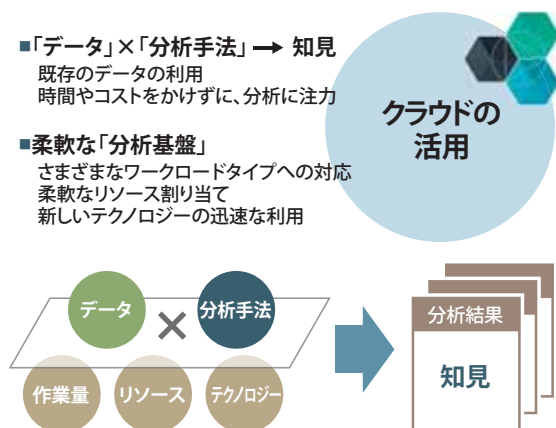 ■「データ」×「分析手法」→ 知見
既存のデータの利用
時間やコストをかけずに、分析に注力
■柔軟な「分析基盤」
さまざまなワークロードタイプへの対応
柔軟なリソース割り当て
新しいテクノロジーの迅速な利用
クラウドの
活用
データ
×
分析手法
作業量
リソース
テクノロジー
分析結果
知見